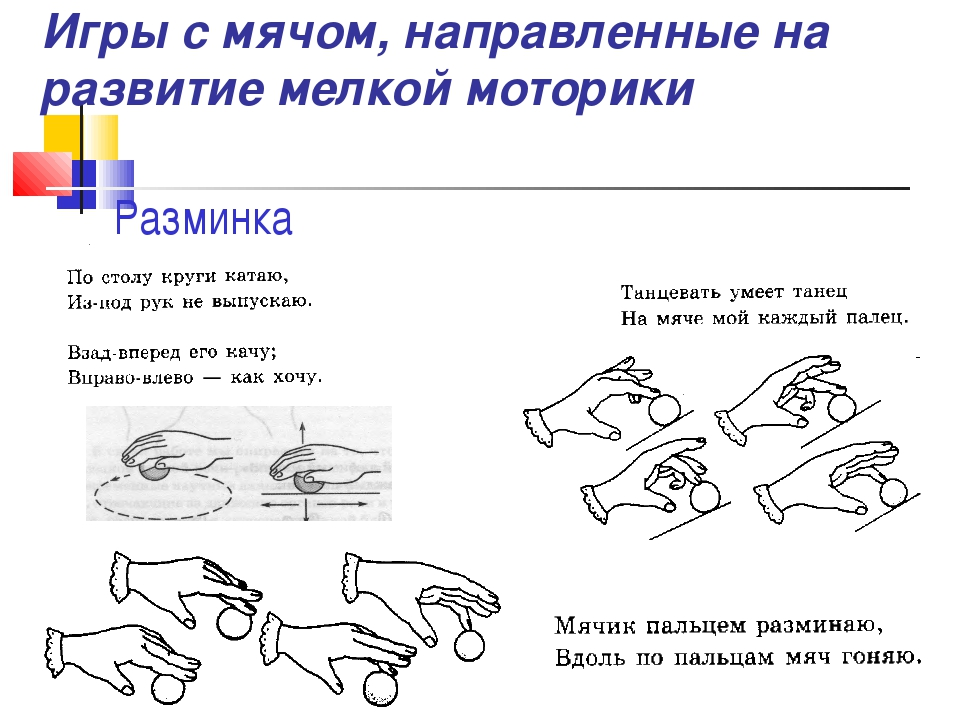 Игры с мячом, направленные на
развитие мелкой моторики
Разминка
По столу круги катаю,
Из-под рук не выпускаю.
Взад-вперед его качу;
Вправо-влево — как хочу.
Танцевать умеет танец
На мяче мой каждый палец.
Мячик пальцем разминаю,
Вдоль по пальцам мяч гоняю.